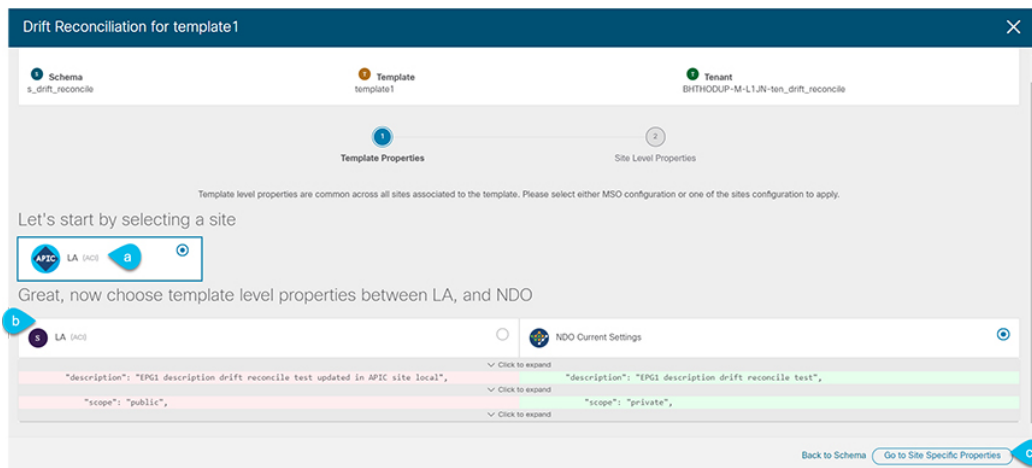 Drift Reconciliation for template1
S Schema
s_drift_reconcile
T Template
template1
T Tenant
BHTHODUP-M-L1JN-ten_drift_reconcile
1
Template Properties
2
Site Level Properties
Template level properties are common across all sites associated to the template. Please select either MSO configuration or one of the sites configuration to apply.
Let's start by selecting a site
APIC LA (ACI) a
Great, now choose template level properties between LA, and NDO
b
S LA (ACI)
NDO Current Settings
Click to expand
"description": "EPG1 description drift reconcile test updated in APIC site local", "description": "EPG1 description drift reconcile test",
Click to expand
"scope": "public", "scope": "private",
Click to expand
Back to Schema Go to Site Specific Properties